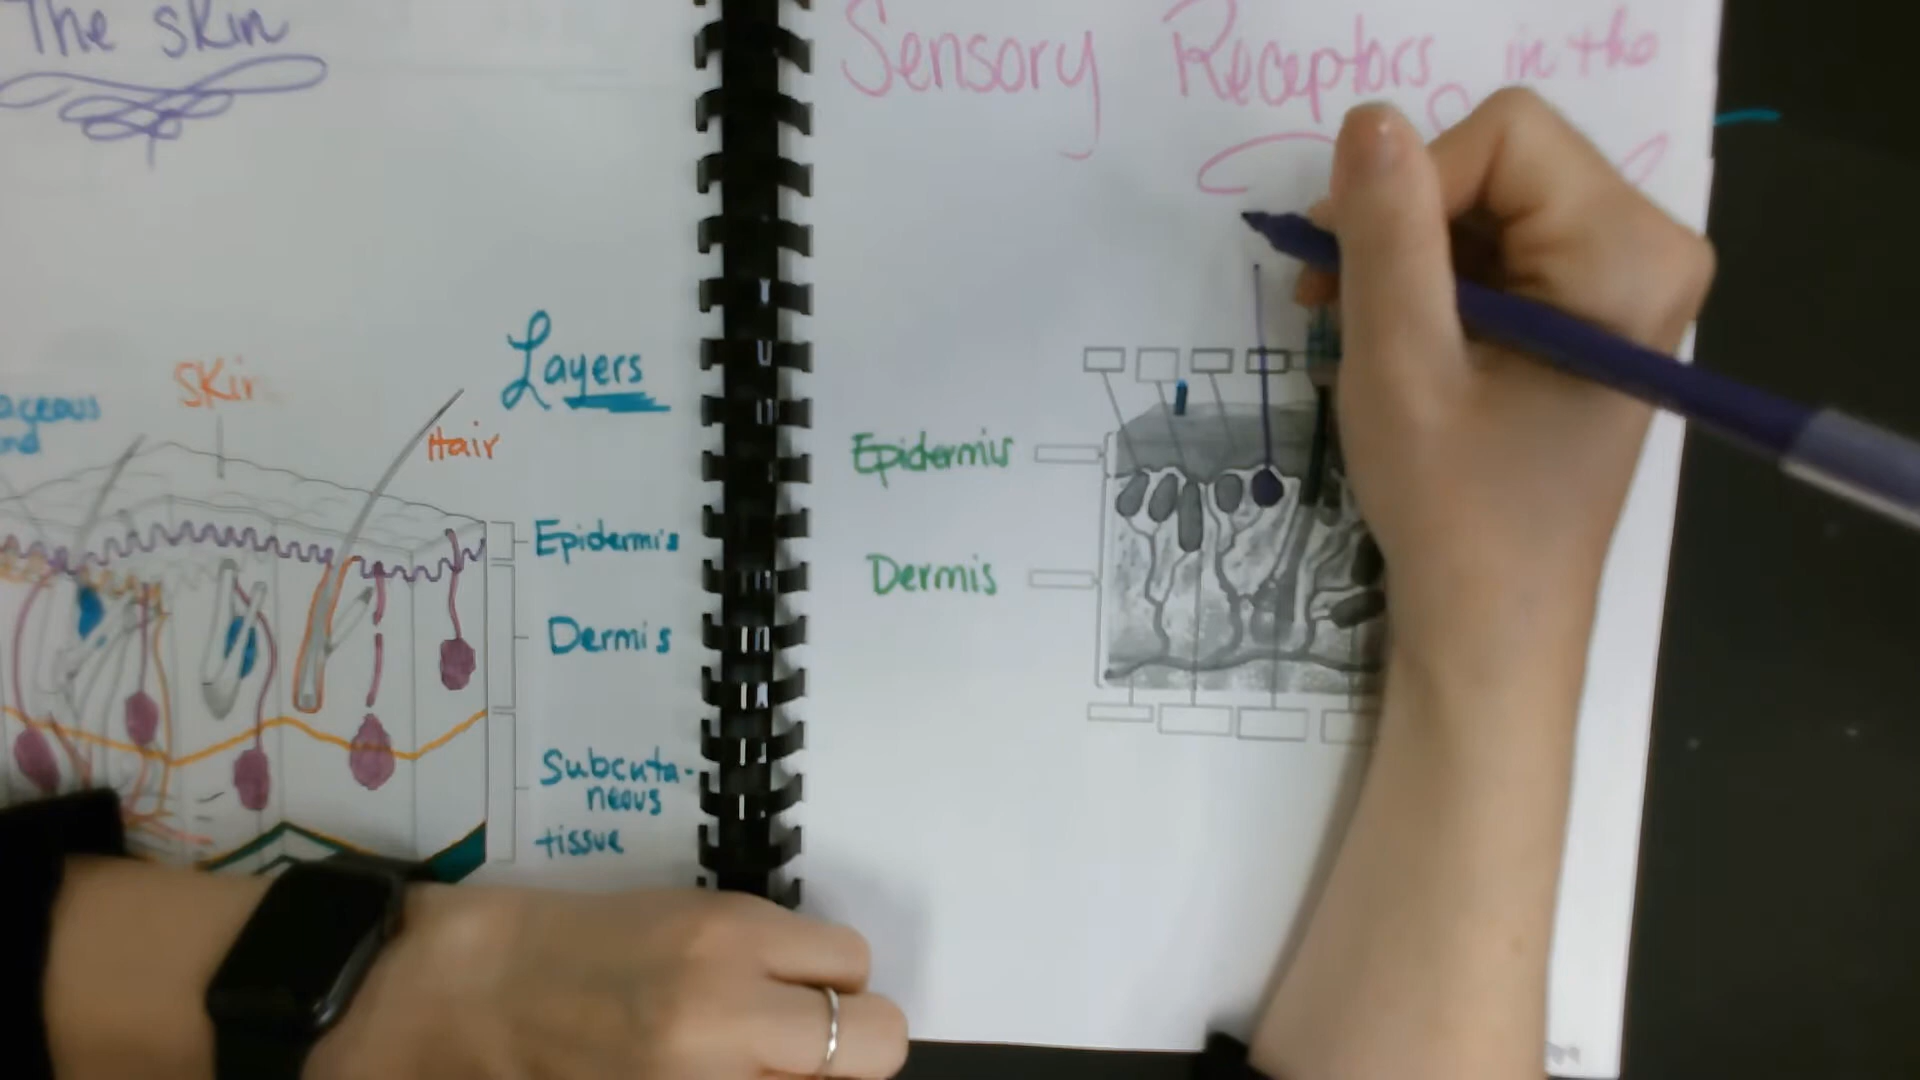 The skin
Skin
Hair
Layers
Epidermis
Dermis
Subcuta-
neous
tissue
Sensory Receptors in the
Epidermis
Dermis